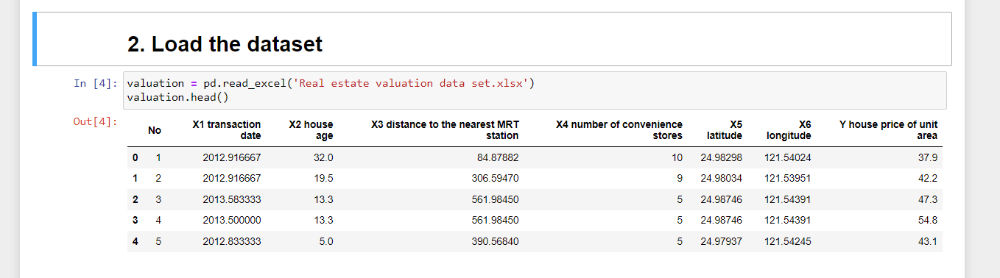 2. Load the dataset
In [4]: valuation = pd.read_excel('Real estate valuation data set.xlsx')
valuation.head()
Out[4]:
No X1 transaction date X2 house age X3 distance to the nearest MRT station X4 number of convenience stores X5 latitude X6 longitude Y house price of unit area
0 1 2012.916667 32.0 84.87882 10 24.98298 121.54024 37.9
1 2 2012.916667 19.5 306.59470 9 24.98034 121.53951 42.2
2 3 2013.583333 13.3 561.98450 5 24.98746 121.54391 47.3
3 4 2013.500000 13.3 561.98450 5 24.98746 121.54391 54.8
4 5 2012.833333 5.0 390.56840 5 24.97937 121.54245 43.1